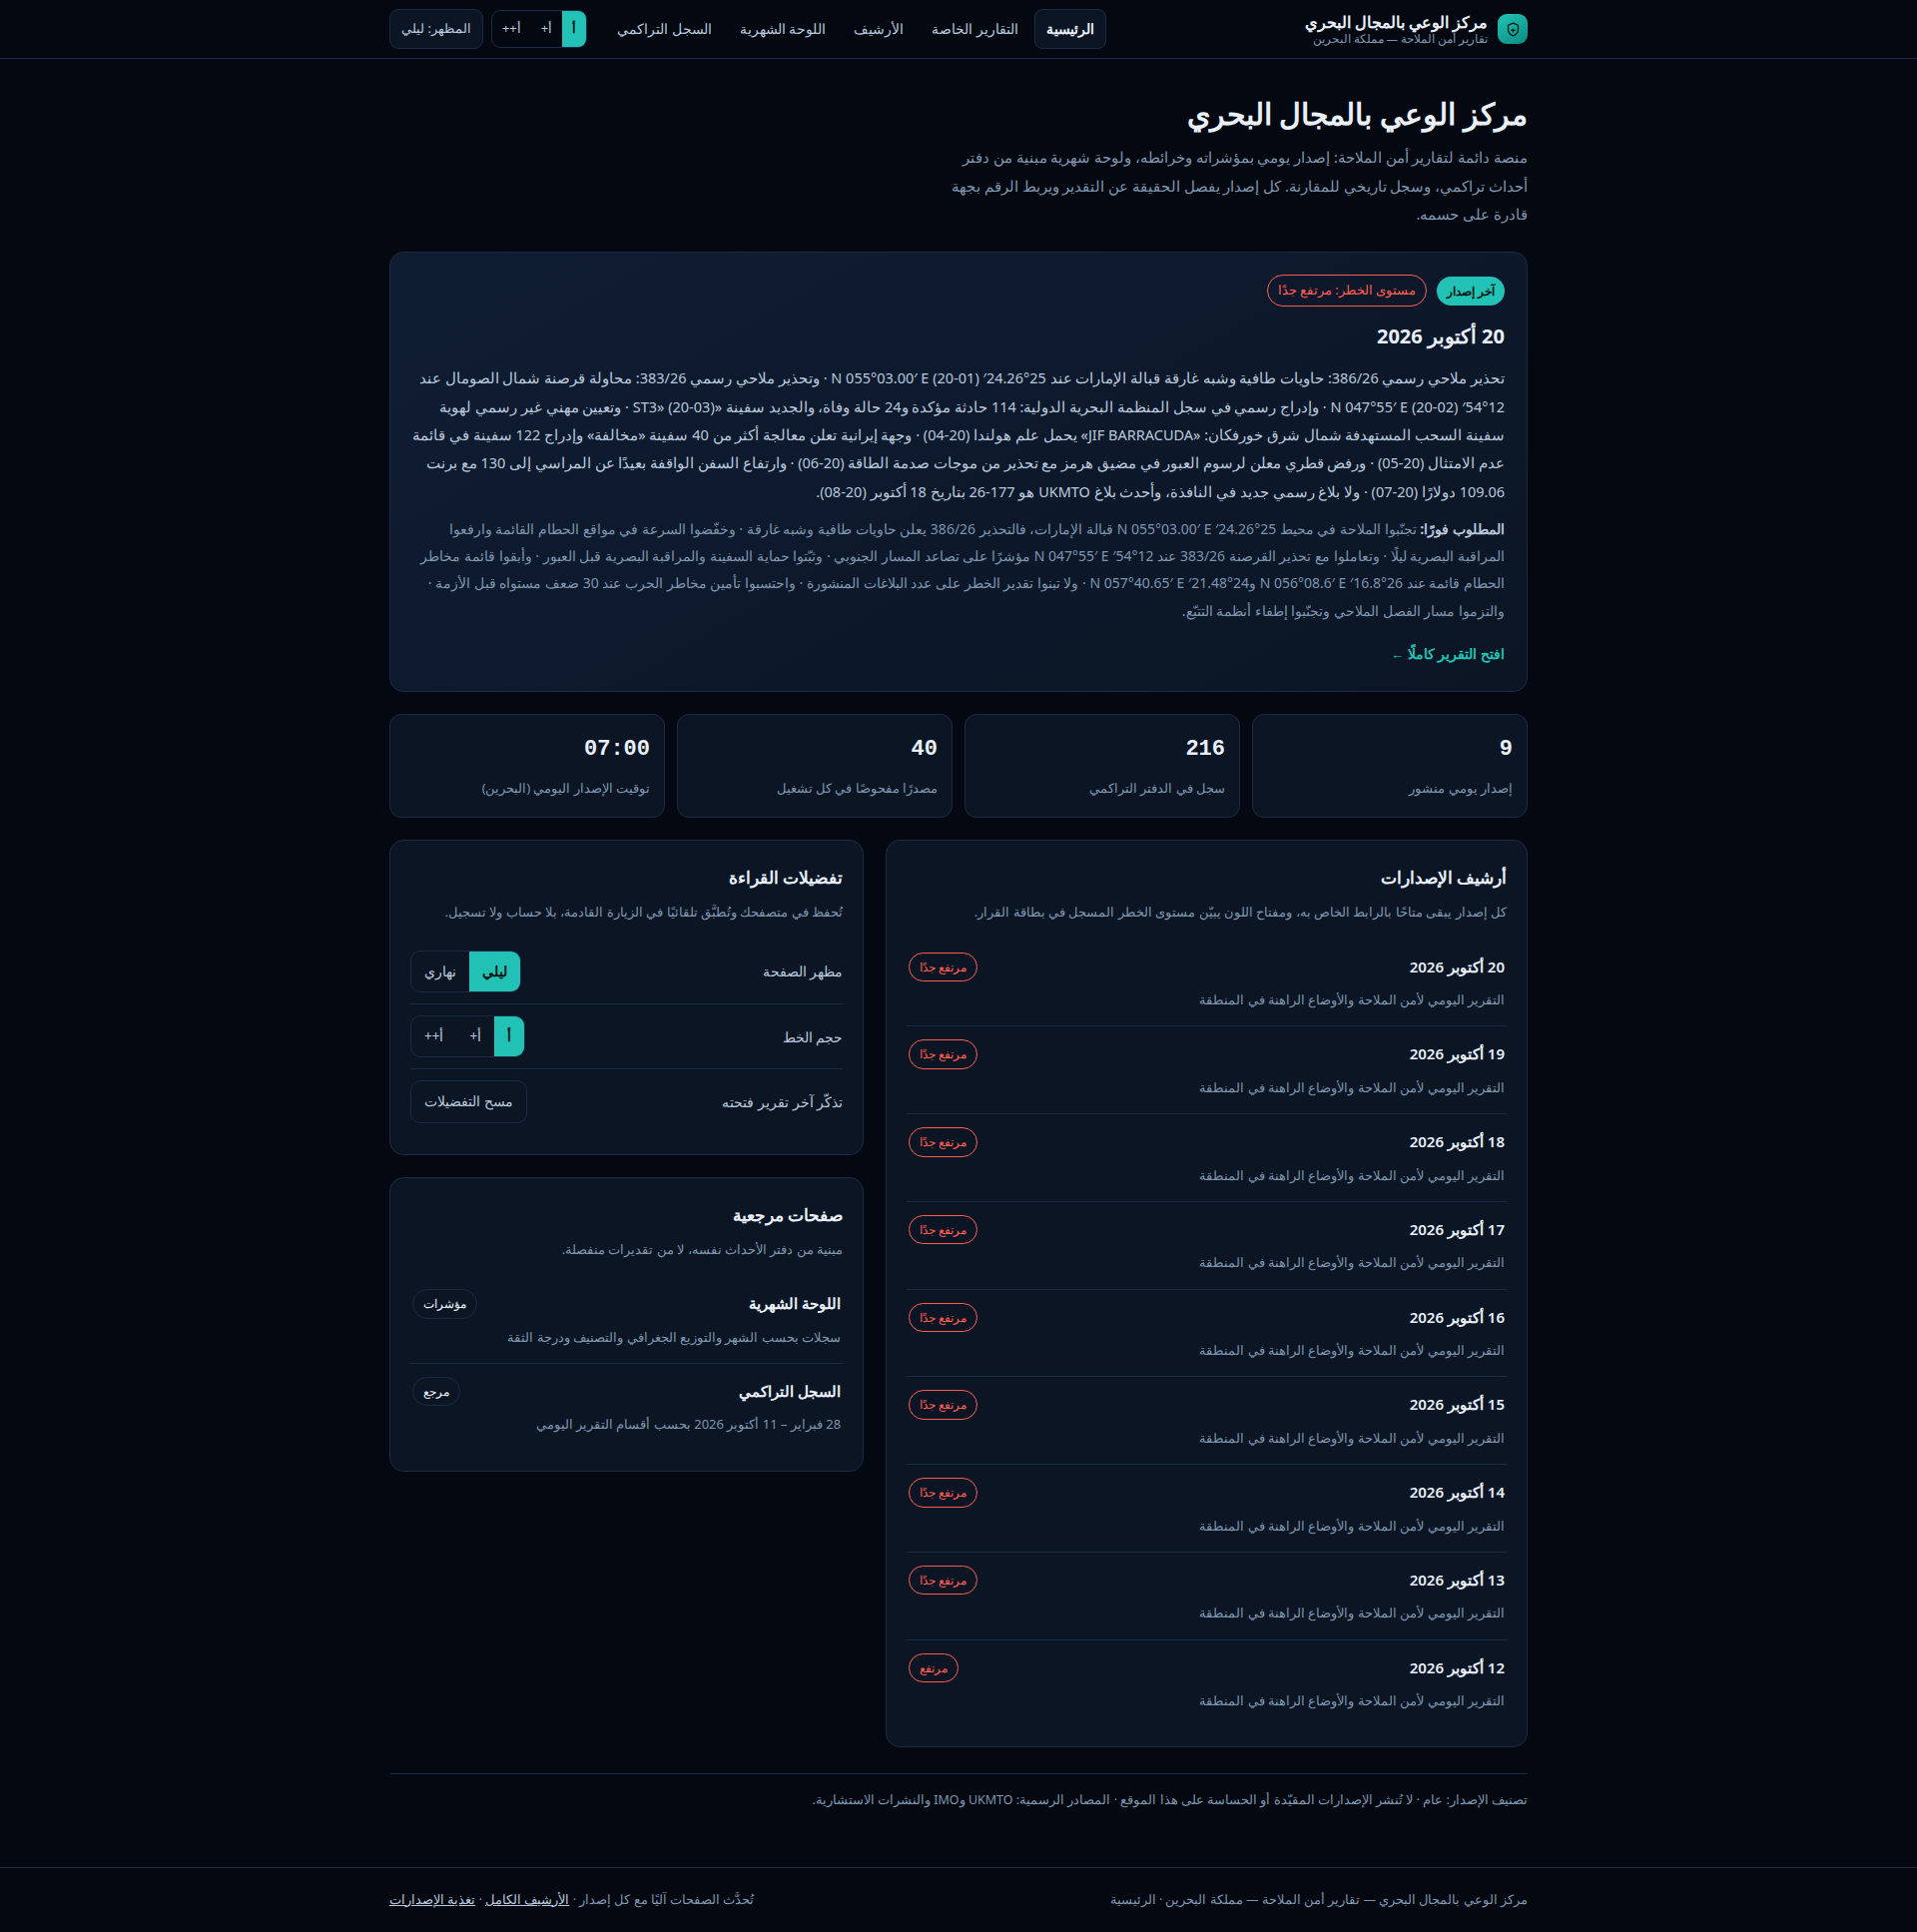 مركز الوعي بالمجال البحري
تقارير أمن الملاحة — مملكة البحرين
الرئيسية
التقارير الخاصة
الأرشيف
اللوحة الشهرية
السجل التراكمي
أ
أ+
أ++
المظهر: ليلي
مركز الوعي بالمجال البحري
منصة دائمة لتقارير أمن الملاحة: إصدار يومي بمؤشراته وخرائطه، ولوحة شهرية مبنية من دفتر
أحداث تراكمي، وسجل تاريخي للمقارنة. كل إصدار يفصل الحقيقة عن التقدير ويربط الرقم بجهة
قادرة على حسمه.
آخر إصدار
مستوى الخطر: مرتفع جدًا
20 أكتوبر 2026
تحذير ملاحي رسمي 386/26: حاويات طافية وشبه غارقة قبالة الإمارات عند 25°24.26′ N 055°03.00′ E (20-01) · وتحذير ملاحي رسمي 383/26: محاولة قرصنة شمال الصومال عند
12°54′ N 047°55′ E (20-02) · وإدراج رسمي في سجل المنظمة البحرية الدولية: 114 حادثة مؤكدة و24 حالة وفاة، والجديد سفينة «ST3» (20-03) · وتعيين مهني غير رسمي لهوية
سفينة السحب المستهدفة شمال شرق خورفكان: «JIF BARRACUDA» يحمل علم هولندا (20-04) · وجهة إيرانية تعلن معالجة أكثر من 40 سفينة «مخالفة» وإدراج 122 سفينة في قائمة
عدم الامتثال (20-05) · ورفض قطري معلن لرسوم العبور في مضيق هرمز مع تحذير من موجات صدمة الطاقة (20-06) · وارتفاع السفن الواقفة بعيدًا عن المراسي إلى 130 مع برنت
109.06 دولارًا (20-07) · ولا بلاغ رسمي جديد في النافذة، وأحدث بلاغ UKMTO هو 177-26 بتاريخ 18 أكتوبر (20-08).
المطلوب فورًا: تجنّبوا الملاحة في محيط 25°24.26′ N 055°03.00′ E قبالة الإمارات، فالتحذير 386/26 يعلن حاويات طافية وشبه غارقة · وخفّضوا السرعة في مواقع الحطام القائمة وارفعوا
المراقبة البصرية ليلًا · وتعاملوا مع تحذير القرصنة 383/26 عند 12°54′ N 047°55′ E مؤشرًا على تصاعد المسار الجنوبي · وثبّتوا حماية السفينة والمراقبة البصرية قبل العبور · وأبقوا قائمة مخاطر
الحطام قائمة عند 26°16.8′ N 056°08.6′ E و24°21.48′ N 057°40.65′ E · ولا تبنوا تقدير الخطر على عدد البلاغات المنشورة · واحتسبوا تأمين مخاطر الحرب عند 30 ضعف مستواه قبل الأزمة ·
والتزموا مسار الفصل الملاحي وتجنّبوا إطفاء أنظمة التتبّع.
افتح التقرير كاملًا ←
9
إصدار يومي منشور
216
سجل في الدفتر التراكمي
40
مصدرًا مفحوصًا في كل تشغيل
07:00
توقيت الإصدار اليومي (البحرين)
أرشيف الإصدارات
كل إصدار يبقى متاحًا بالرابط الخاص به، ومفتاح اللون يبيّن مستوى الخطر المسجل في بطاقة القرار.
20 أكتوبر 2026
مرتفع جدًا
التقرير اليومي لأمن الملاحة والأوضاع الراهنة في المنطقة
19 أكتوبر 2026
مرتفع جدًا
التقرير اليومي لأمن الملاحة والأوضاع الراهنة في المنطقة
18 أكتوبر 2026
مرتفع جدًا
التقرير اليومي لأمن الملاحة والأوضاع الراهنة في المنطقة
17 أكتوبر 2026
مرتفع جدًا
التقرير اليومي لأمن الملاحة والأوضاع الراهنة في المنطقة
16 أكتوبر 2026
مرتفع جدًا
التقرير اليومي لأمن الملاحة والأوضاع الراهنة في المنطقة
15 أكتوبر 2026
مرتفع جدًا
التقرير اليومي لأمن الملاحة والأوضاع الراهنة في المنطقة
14 أكتوبر 2026
مرتفع جدًا
التقرير اليومي لأمن الملاحة والأوضاع الراهنة في المنطقة
13 أكتوبر 2026
مرتفع جدًا
التقرير اليومي لأمن الملاحة والأوضاع الراهنة في المنطقة
12 أكتوبر 2026
مرتفع
التقرير اليومي لأمن الملاحة والأوضاع الراهنة في المنطقة
تفضيلات القراءة
تُحفظ في متصفحك وتُطبَّق تلقائيًا في الزيارة القادمة، بلا حساب ولا تسجيل.
مظهر الصفحة
ليلي
نهاري
حجم الخط
أ
أ+
أ++
تذكّر آخر تقرير فتحته
مسح التفضيلات
صفحات مرجعية
مبنية من دفتر الأحداث نفسه، لا من تقديرات منفصلة.
اللوحة الشهرية
مؤشرات
سجلات بحسب الشهر والتوزيع الجغرافي والتصنيف ودرجة الثقة
السجل التراكمي
مرجع
28 فبراير – 11 أكتوبر 2026 بحسب أقسام التقرير اليومي
تصنيف الإصدار: عام · لا تُنشر الإصدارات المقيّدة أو الحساسة على هذا الموقع · المصادر الرسمية: UKMTO وIMO والنشرات الاستشارية.
مركز الوعي بالمجال البحري — تقارير أمن الملاحة — مملكة البحرين · الرئيسية
تُحدَّث الصفحات آليًا مع كل إصدار · الأرشيف الكامل · تغذية الإصدارات